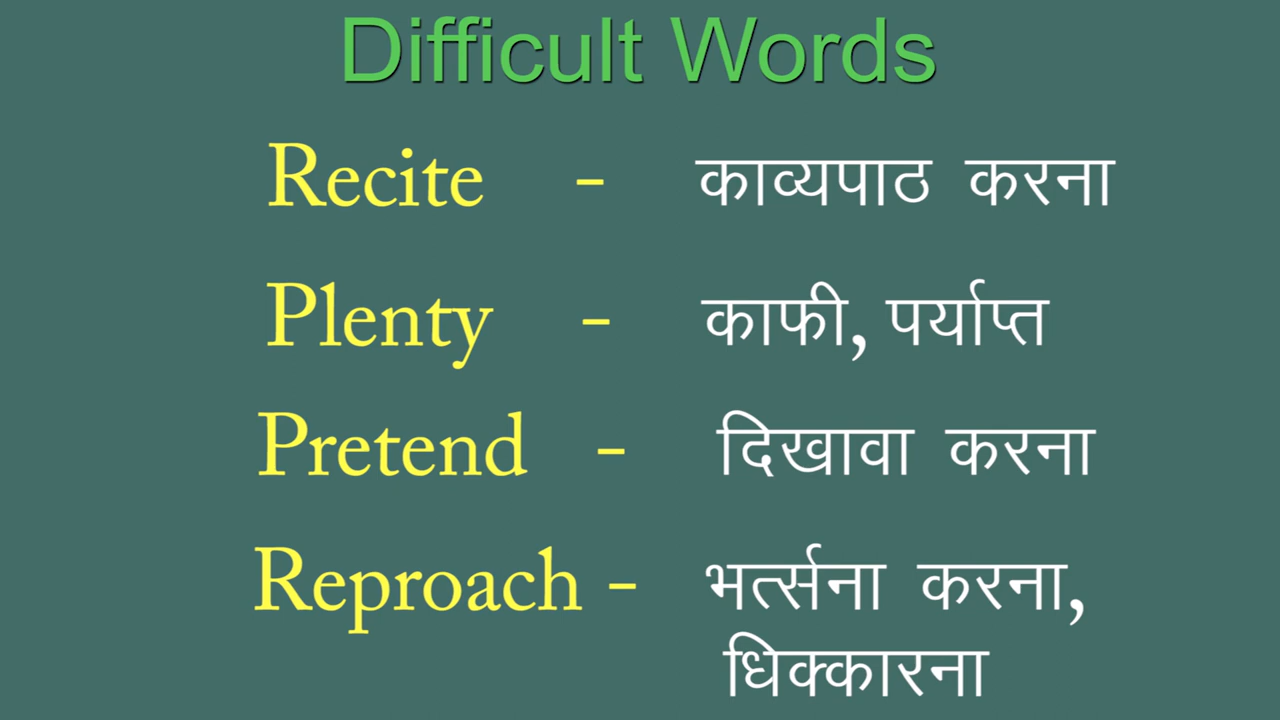 Difficult Words
Recite - काव्यपाठ करना
Plenty - काफी, पर्याप्त
Pretend - दिखावा करना
Reproach - भर्त्सना करना,
धिक्कारना